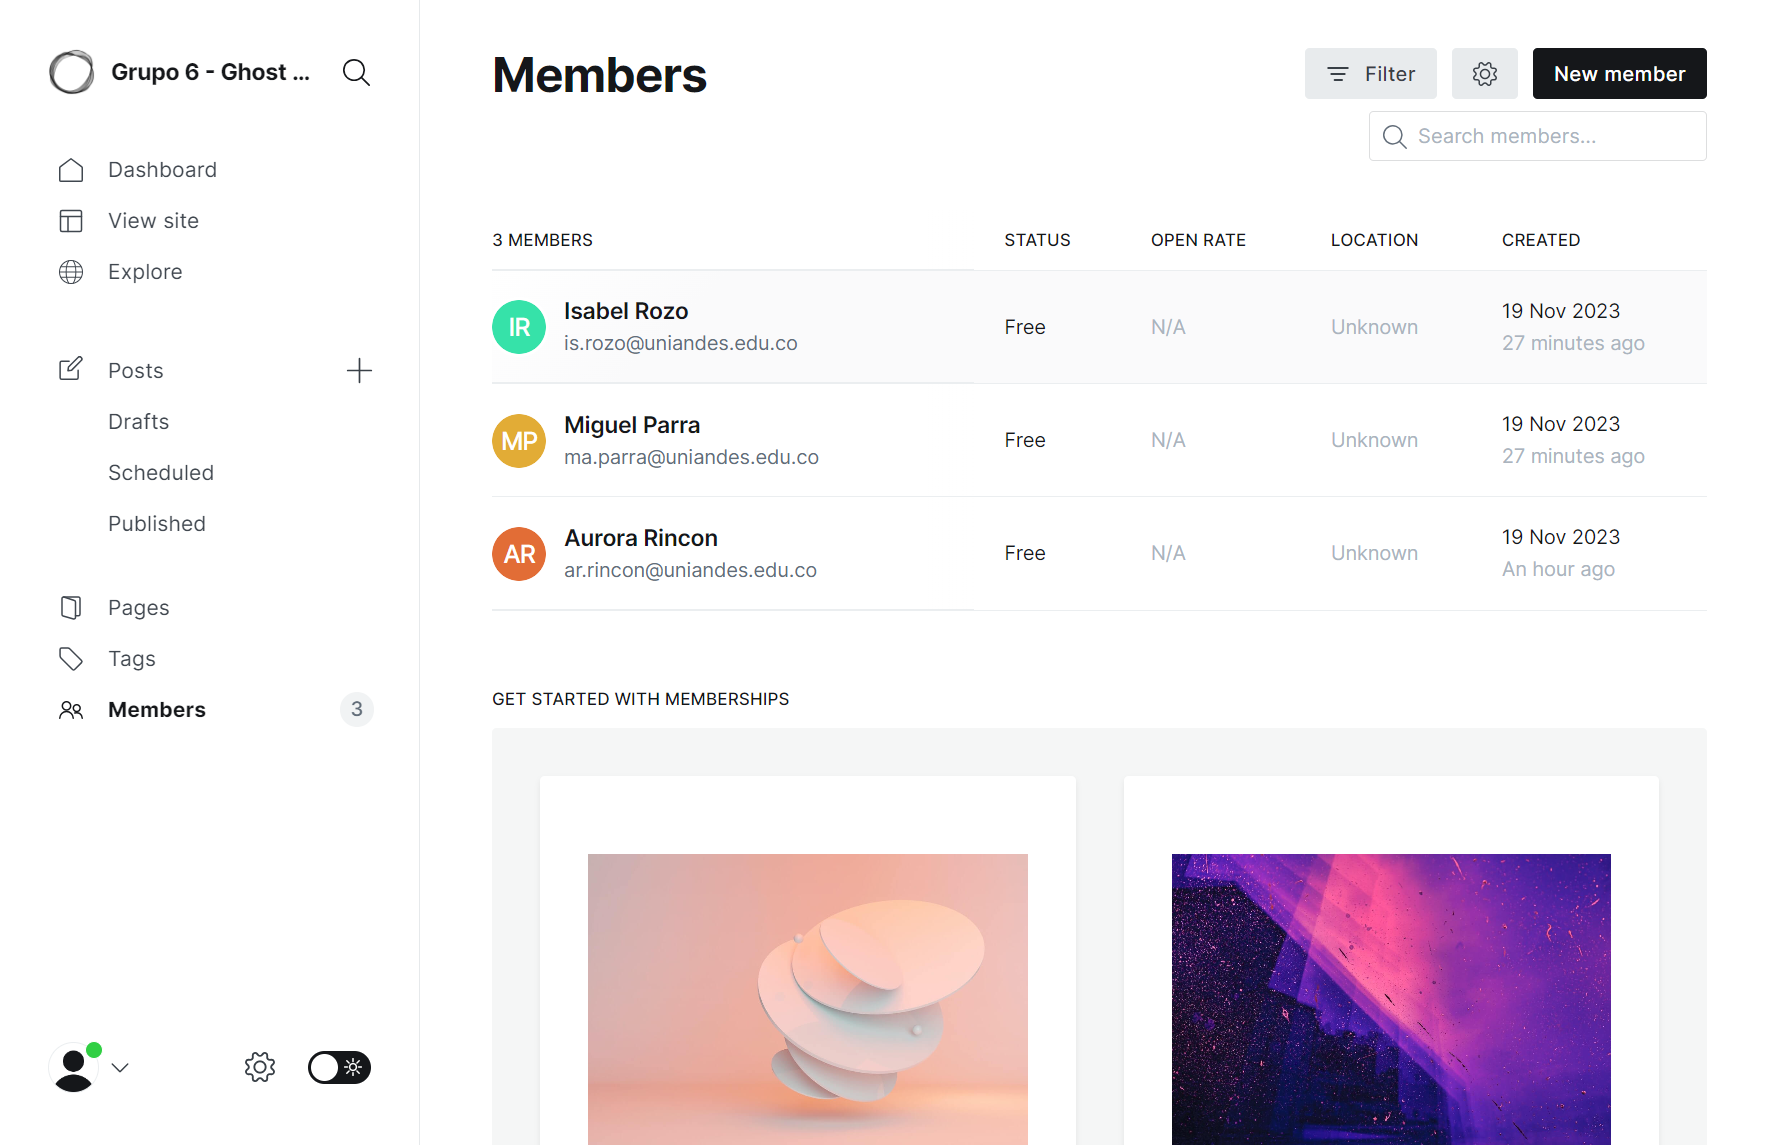 Grupo 6 - Ghost ...
Dashboard
View site
Explore
Posts
Drafts
Scheduled
Published
Pages
Tags
Members 3
Members
Filter
New member
Search members...
3 MEMBERS STATUS OPEN RATE LOCATION CREATED
IR Isabel Rozo
is.rozo@uniandes.edu.co
Free N/A Unknown
19 Nov 2023
27 minutes ago
MP Miguel Parra
ma.parra@uniandes.edu.co
Free N/A Unknown
19 Nov 2023
27 minutes ago
AR Aurora Rincon
ar.rincon@uniandes.edu.co
Free N/A Unknown
19 Nov 2023
An hour ago
GET STARTED WITH MEMBERSHIPS